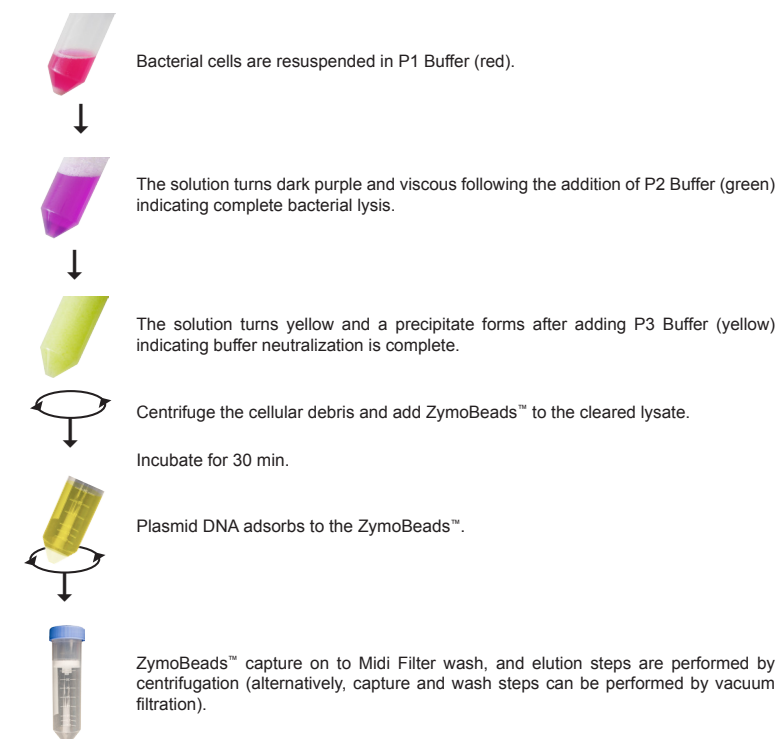 Bacterial cells are resuspended in P1 Buffer (red).
The solution turns dark purple and viscous following the addition of P2 Buffer (green)
indicating complete bacterial lysis.
The solution turns yellow and a precipitate forms after adding P3 Buffer (yellow)
indicating buffer neutralization is complete.
Centrifuge the cellular debris and add ZymoBeads™ to the cleared lysate.
Incubate for 30 min.
Plasmid DNA adsorbs to the ZymoBeads™.
ZymoBeads™ capture on to Midi Filter wash, and elution steps are performed by
centrifugation (alternatively, capture and wash steps can be performed by vacuum
filtration).